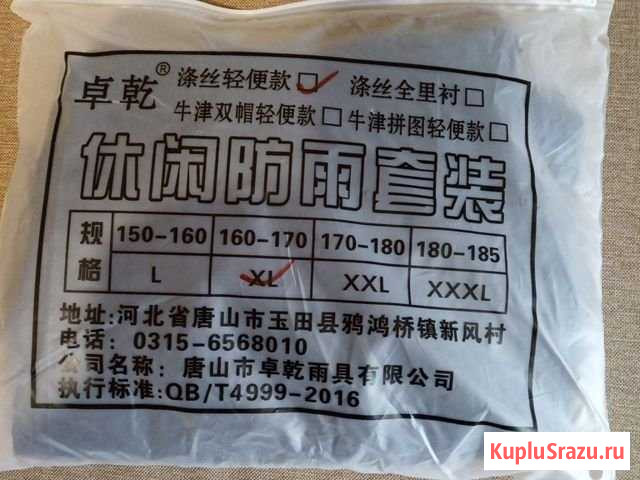 卓乾® 涤丝轻便款☑ 涤丝全里衬□
牛津双帽轻便款□ 牛津拼图轻便款□
休闲防雨套装
规格 150-160 160-170 170-180 180-185
L XL XXL XXXL
地址:河北省唐山市玉田县鸦鸿桥镇新风村
电话: 0315-6568010
公司名称: 唐山市卓乾雨具有限公司
执行标准:QB/T4999-2016
KupluSrazu.ru